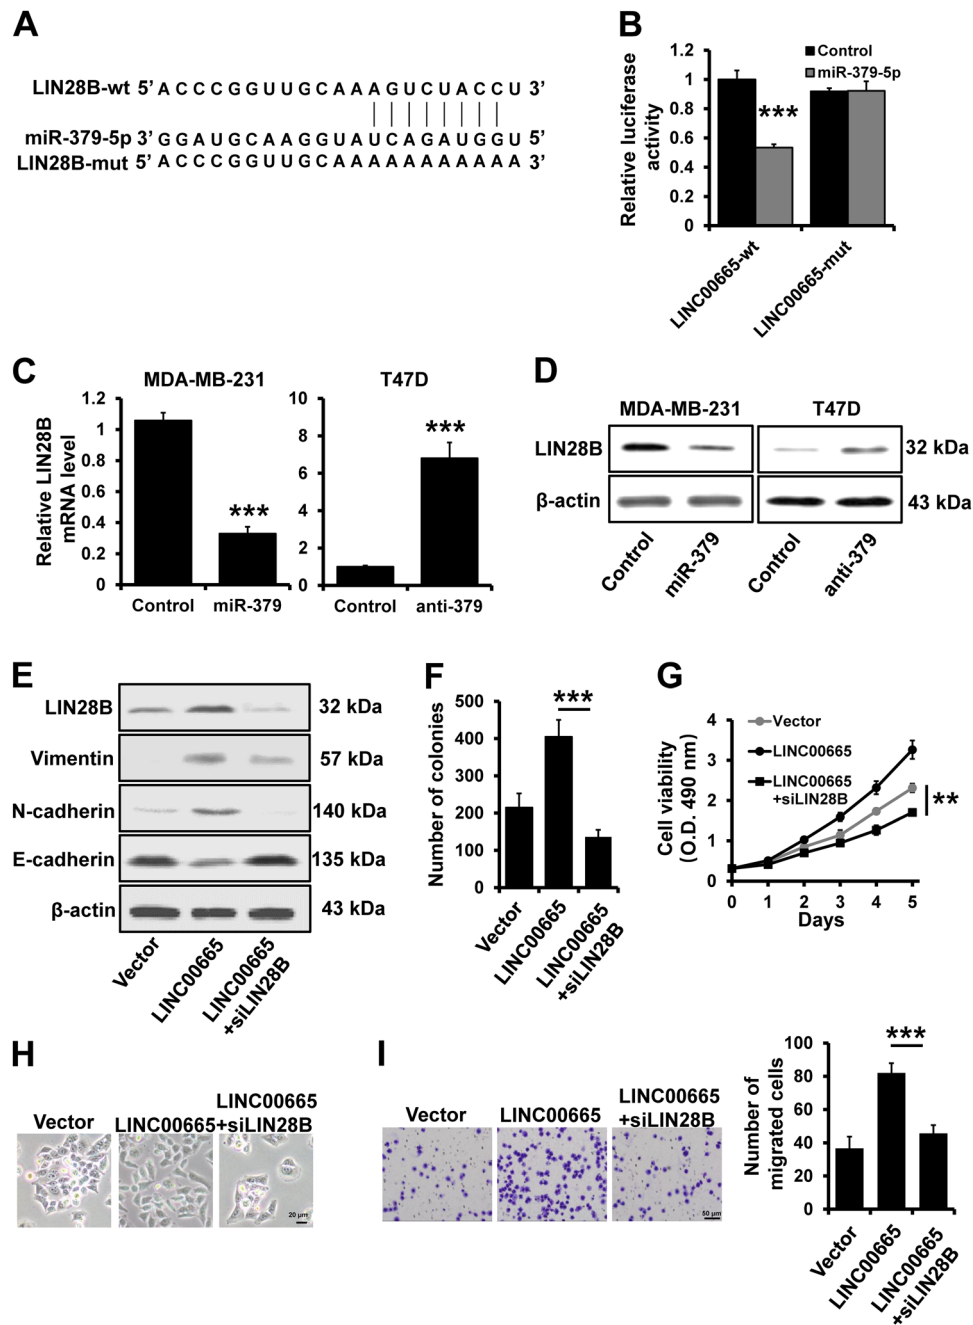 A
LIN28B-wt 5’ A C C C G G U U G C A A A G U C U A C C U 3’
miR-379-5p 3’ G G A U G C A A G G U A U C A G A U G G U 5’
LIN28B-mut 5’ A C C C G G U U G C A A A A A A A A A A A 3’
B
Relative luciferase
activity
1.2
1
0.8
0.6
0.4
0.2
0
Control
miR-379-5p
***
LINC00665-wt
LINC00665-mut
C
Relative LIN28B
mRNA level
MDA-MB-231
1.2
1
0.8
0.6
0.4
0.2
0
***
Control
miR-379
T47D
10
8
6
4
2
0
***
Control
anti-379
D
MDA-MB-231
T47D
LIN28B
32 kDa
β-actin
43 kDa
Control
miR-379
Control
anti-379
E
LIN28B
32 kDa
Vimentin
57 kDa
N-cadherin
140 kDa
E-cadherin
135 kDa
β-actin
43 kDa
Vector
LINC00665
LINC00665
+siLIN28B
F
Number of colonies
500
400
300
200
100
0
***
Vector
LINC00665
LINC00665
+siLIN28B
G
Cell viability
(O.D. 490 nm)
4
3
2
1
0
Vector
LINC00665
LINC00665
+siLIN28B
**
0 1 2 3 4 5
Days
H
Vector
LINC00665
LINC00665
+siLIN28B
20 μm
I
Vector
LINC00665
LINC00665
+siLIN28B
50 μm
Number of
migrated cells
100
80
60
40
20
0
***
Vector
LINC00665
LINC00665
+siLIN28B